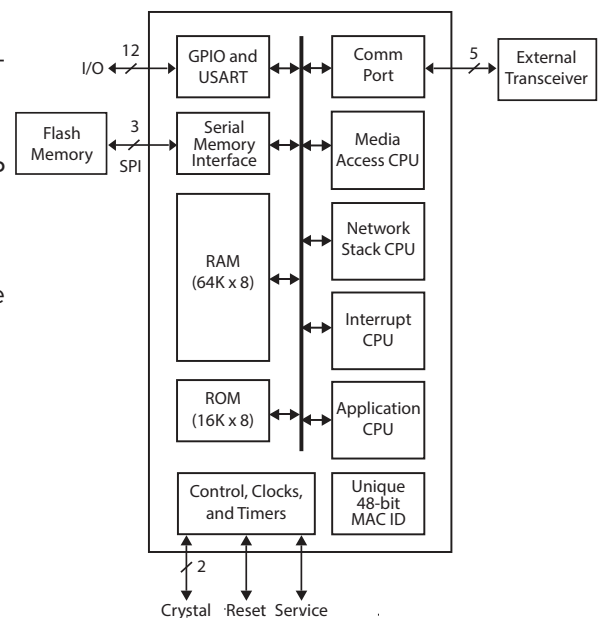 12
I/O
GPIO and
USART
Comm
Port
5
External
Transceiver
Flash
Memory
3
SPI
Serial
Memory
Interface
Media
Access CPU
RAM
(64K x 8)
Network
Stack CPU
Interrupt
CPU
ROM
(16K x 8)
Application
CPU
Control, Clocks,
and Timers
Unique
48-bit
MAC ID
2
Crystal Reset Service